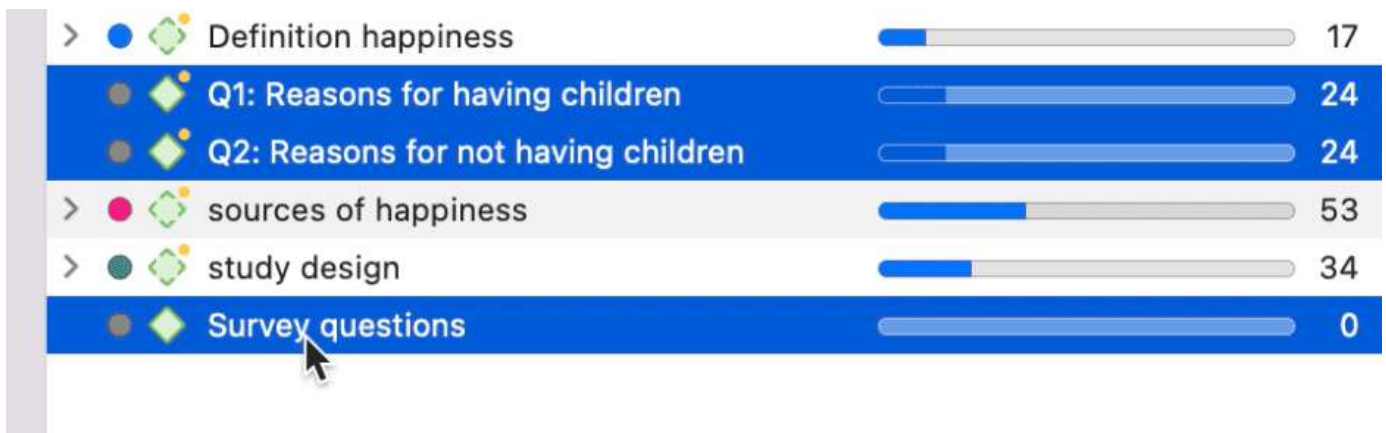 Definition happiness 17
Q1: Reasons for having children 24
Q2: Reasons for not having children 24
sources of happiness 53
study design 34
Survey questions 0